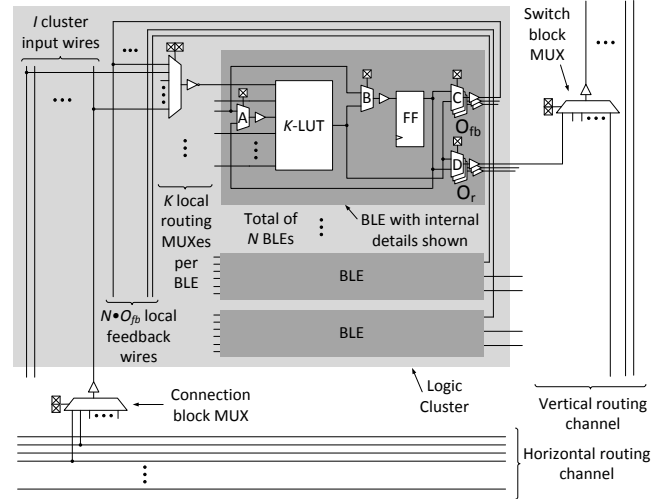 I cluster
input wires
...
...
Switch
block
MUX
...
A
K-LUT
B
FF
C
O_fb
D
O_r
K local
routing
MUXes
per
BLE
Total of
N BLEs
BLE with internal
details shown
BLE
BLE
N•O_fb local
feedback
wires
Connection
block MUX
Logic
Cluster
Vertical routing
channel
Horizontal routing
channel